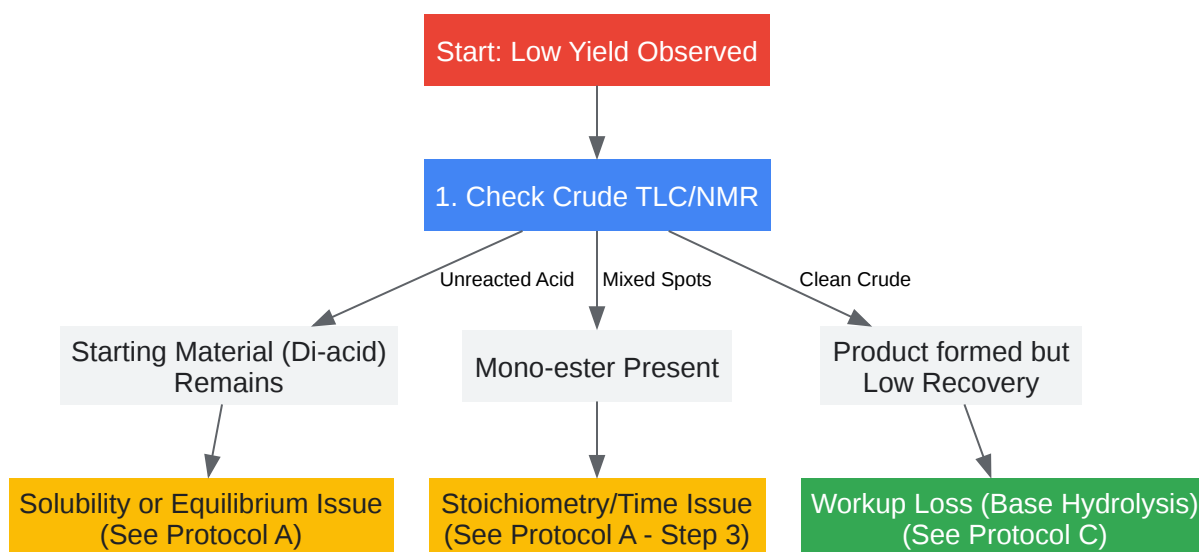 Start: Low Yield Observed
1. Check Crude TLC/NMR
Unreacted Acid
Mixed Spots
Clean Crude
Starting Material (Di-acid)
Remains
Mono-ester Present
Product formed but
Low Recovery
Solubility or Equilibrium Issue
(See Protocol A)
Stoichiometry/Time Issue
(See Protocol A - Step 3)
Workup Loss (Base Hydrolysis)
(See Protocol C)